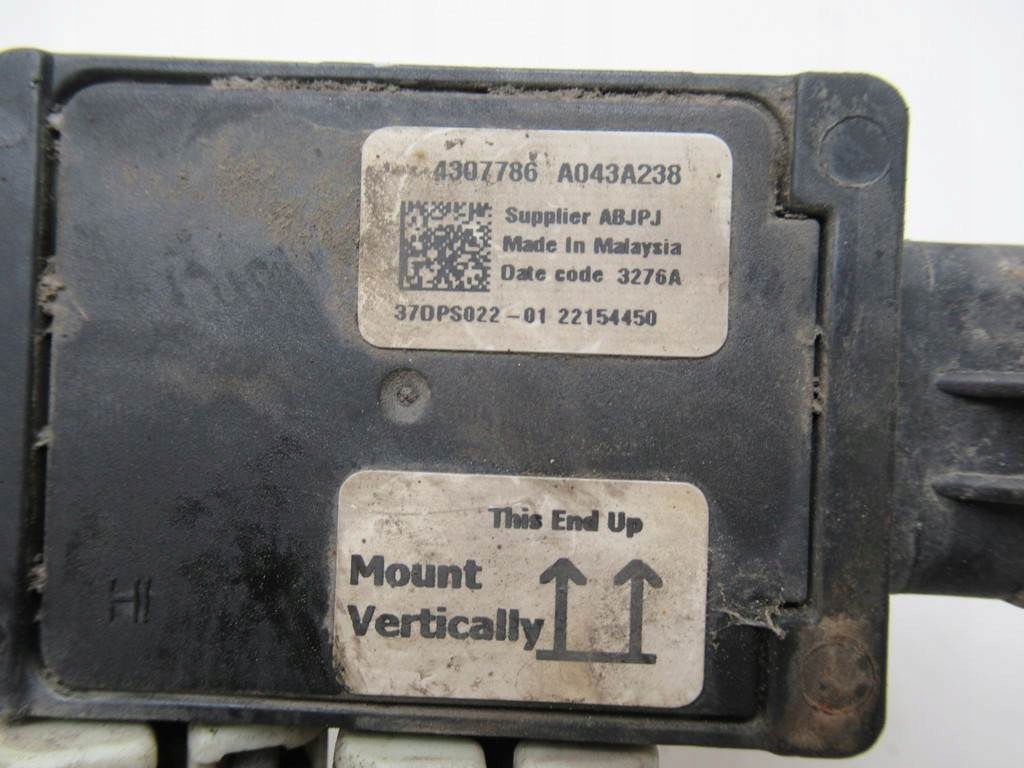 4307786 A043A238
Supplier ABJPJ
Made In Malaysia
Date code 3276A
37DPS022-01 22154450
This End Up
Mount
Vertically
HI